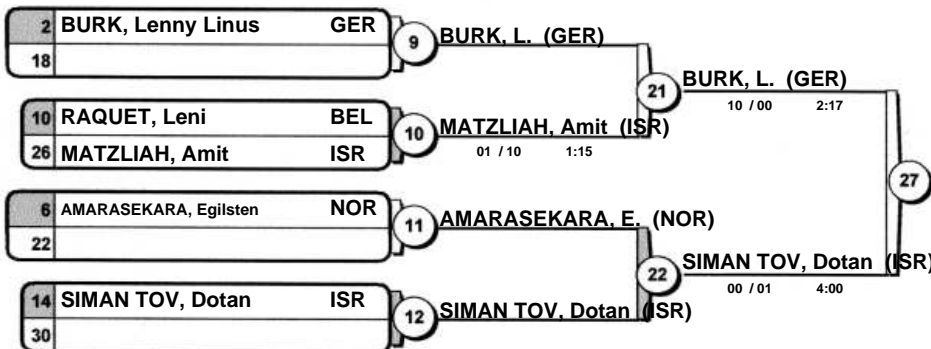 2 BURK, Lenny Linus GER
18
9 BURK, L. (GER)
10 RAQUET, Leni BEL
26 MATZLIAH, Amit ISR
10 MATZLIAH, Amit (ISR)
01 / 10 1:15
21 BURK, L. (GER)
10 / 00 2:17
6 AMARASEKARA, Egilsten NOR
22
11 AMARASEKARA, E. (NOR)
14 SIMAN TOV, Dotan ISR
30
12 SIMAN TOV, Dotan (ISR)
22 SIMAN TOV, Dotan (ISR)
00 / 01 4:00
27